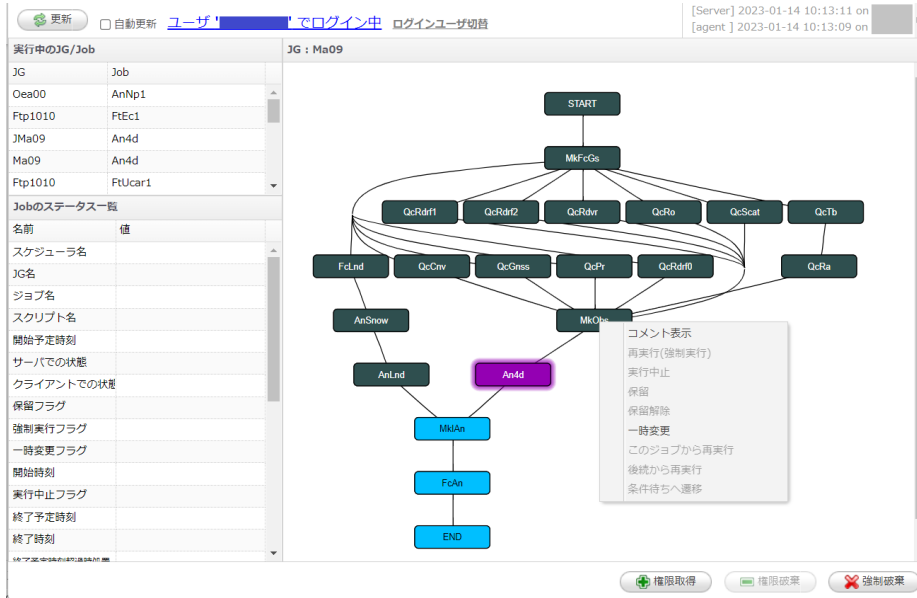 更新
自動更新
ユーザ ' ' でログイン中
ログインユーザ切替
[Server] 2023-01-14 10:13:11 on
[agent ] 2023-01-14 10:13:09 on
実行中のJG/Job
JG Job
Oea00 AnNp1
Ftp1010 FtEc1
JMa09 An4d
Ma09 An4d
Ftp1010 FtUcar1
Jobのステータス一覧
名前 値
スケジューラ名
JG名
ジョブ名
スクリプト名
開始予定時刻
サーバでの状態
クライアントでの状態
保留フラグ
強制実行フラグ
一時変更フラグ
開始時刻
実行中止フラグ
終了予定時刻
終了時刻
JG : Ma09
START
MkFcGs
QcRdrf1 QcRdrf2 QcRdvr QcRo QcScat QcTb
FcLnd QcCnv QcGnss QcPr QcRdrf0 QcRa
AnSnow MkObs
AnLnd An4d
MklAn
FcAn
END
コメント表示
再実行(強制実行)
実行中止
保留
保留解除
一時変更
このジョブから再実行
後続から再実行
条件待ちへ遷移
権限取得 権限破棄 強制破棄